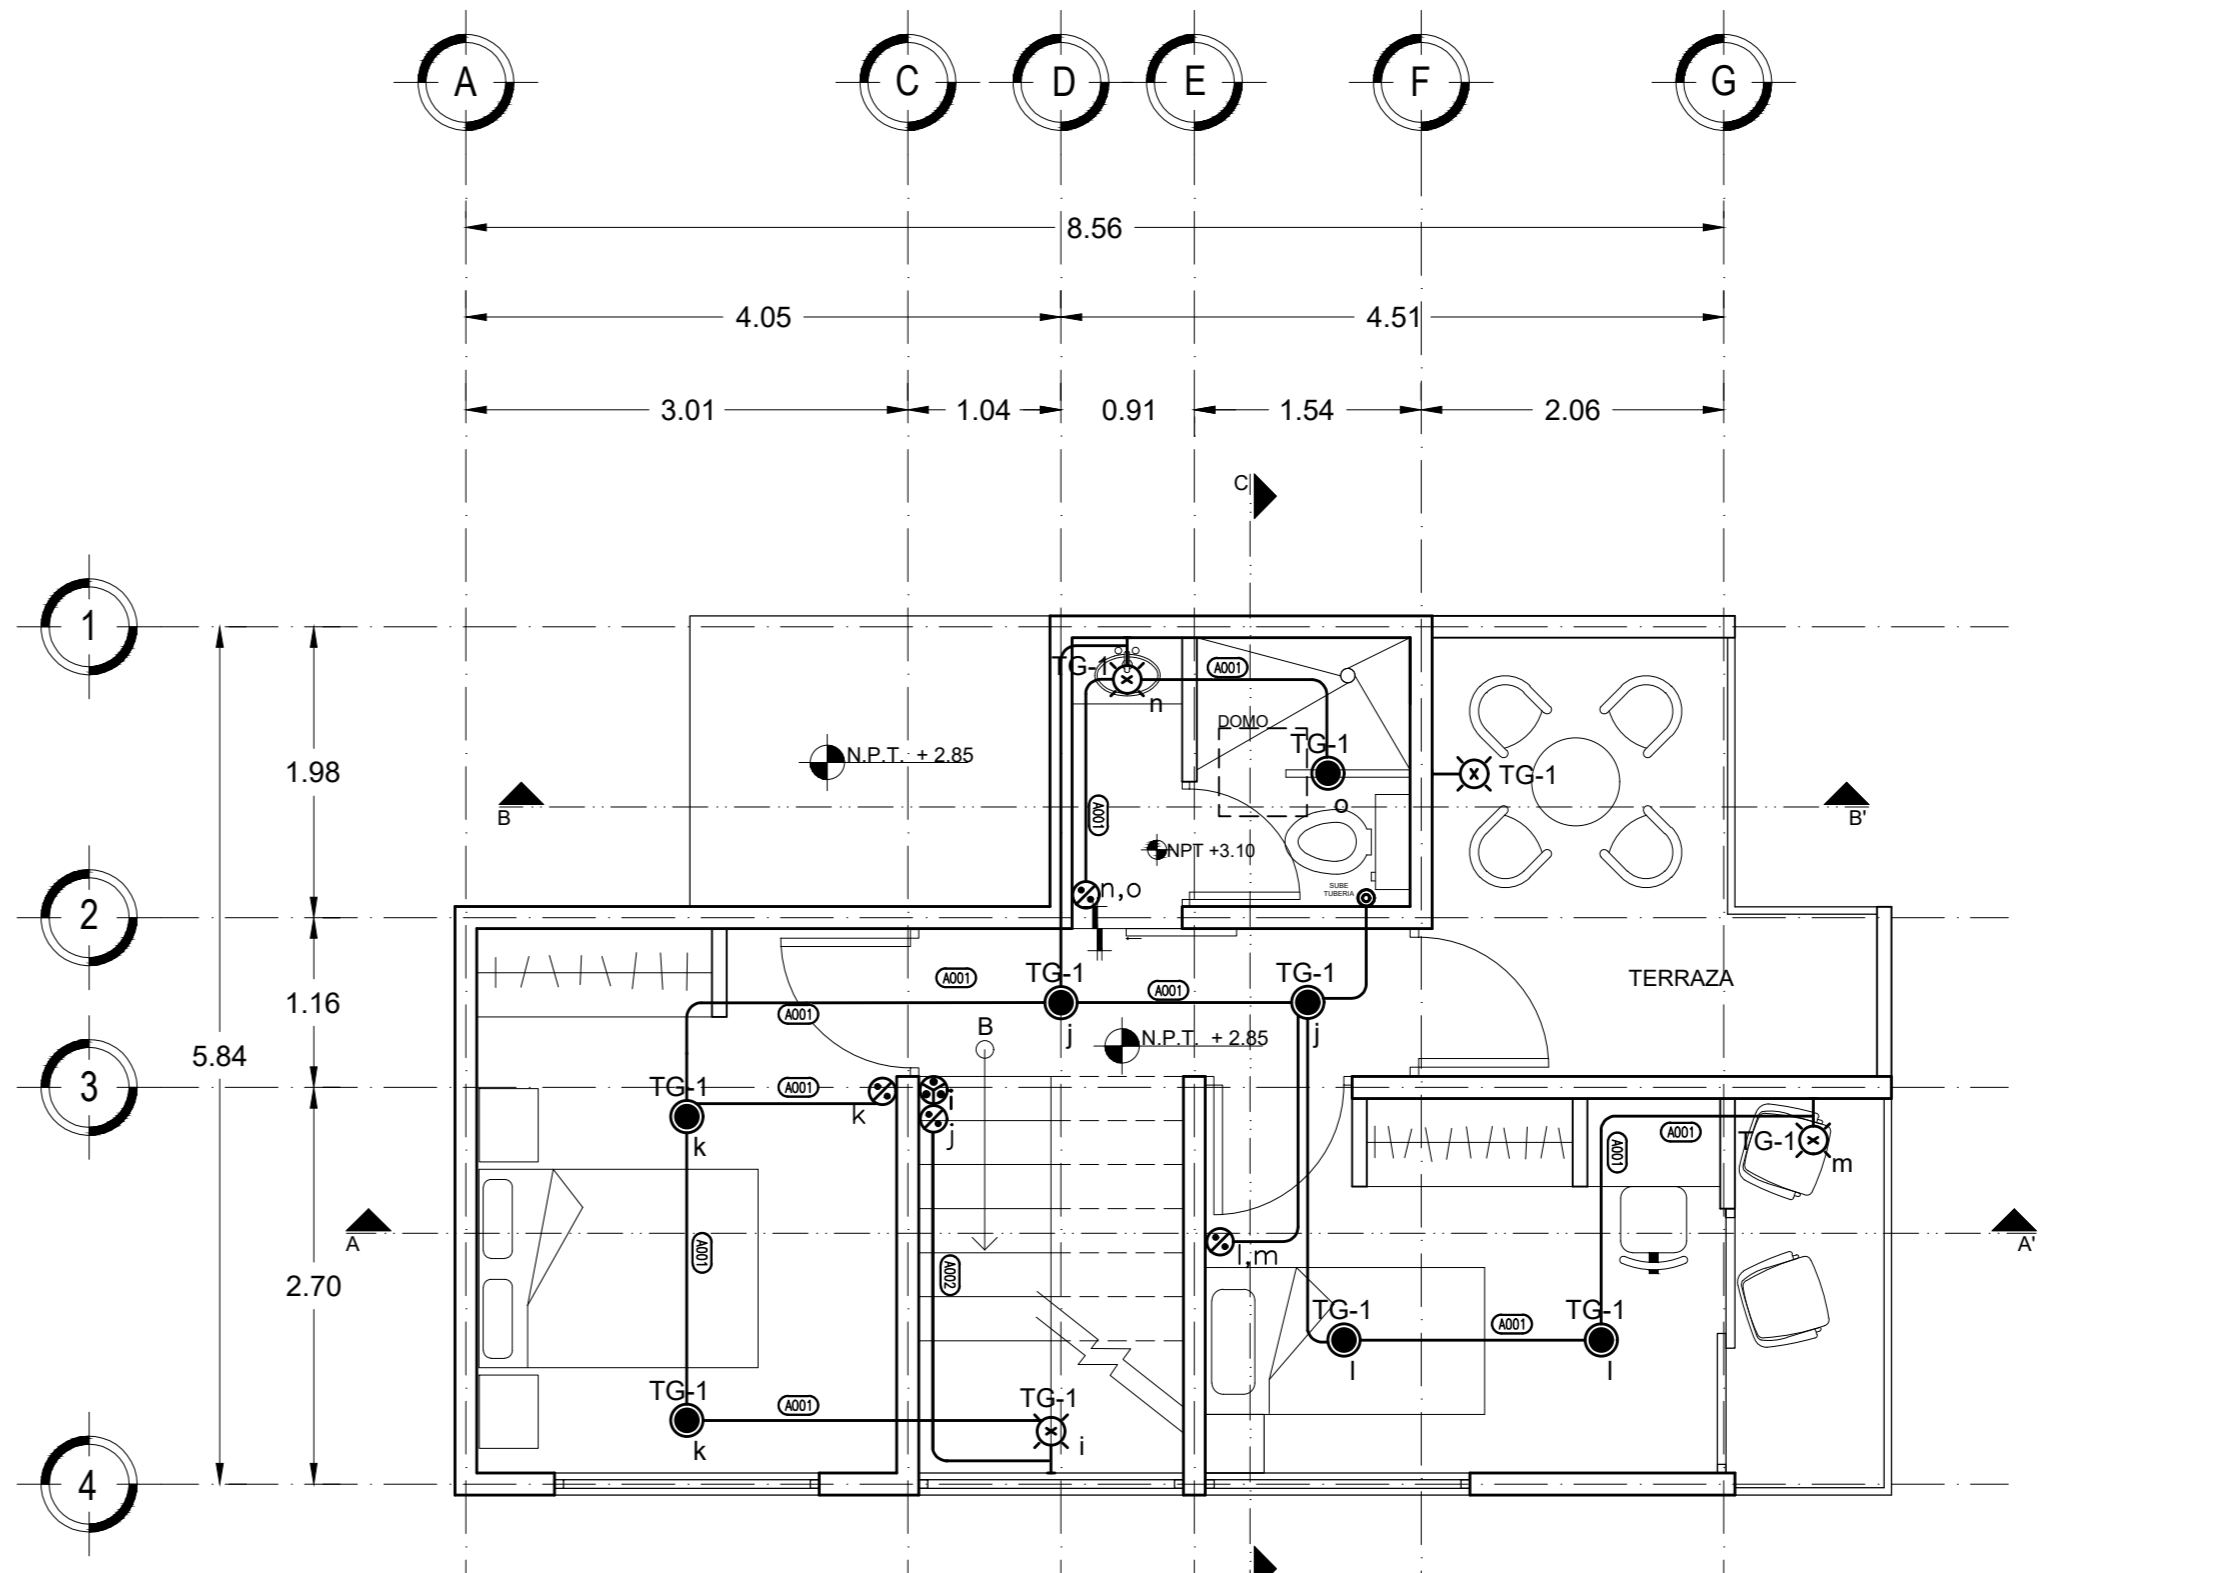 A C D E F G
8.56
4.05 4.51
3.01 1.04 0.91 1.54 2.06
C
1
TG-1
A001
n
DOMO
TG-1
TG-1
N.P.T. + 2.85
1.98
o
B
B'
A001
NPT +3.10
n,o
SUBE
TUBERIA
2
TG-1
TG-1
TERRAZA
A001
A001
1.16
A001
B
j
j
N.P.T. + 2.85
5.84
3
TG-1
A001
k
i
j
k
A001
A001
TG-1
m
A
A'
A001
l,m
A002
2.70
TG-1
TG-1
A001
l
l
TG-1
TG-1
A001
k
i
4